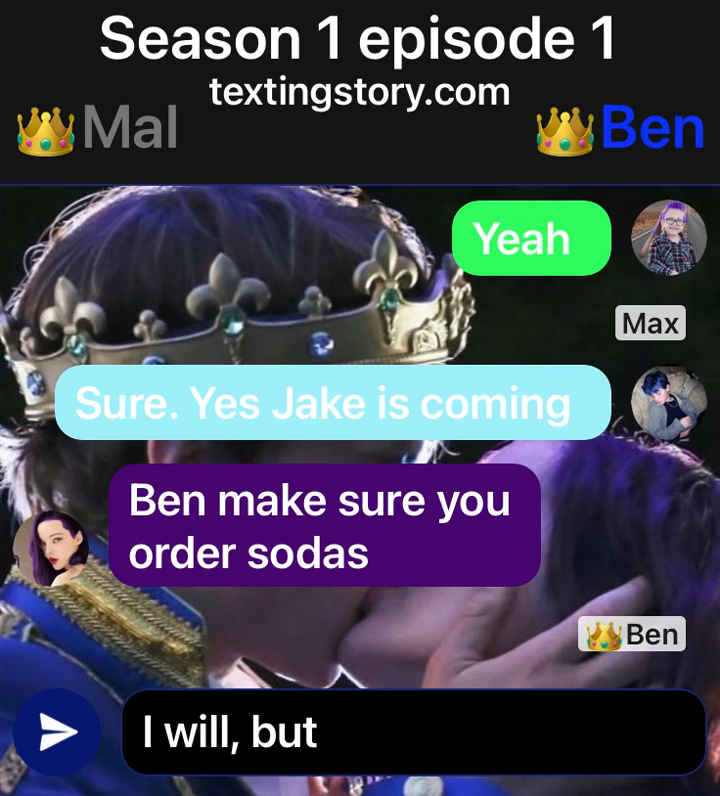 Season 1 episode 1
textingstory.com
👑Mal
👑Ben
Yeah
Max
Sure. Yes Jake is coming
Ben make sure you
order sodas
👑Ben
I will, but